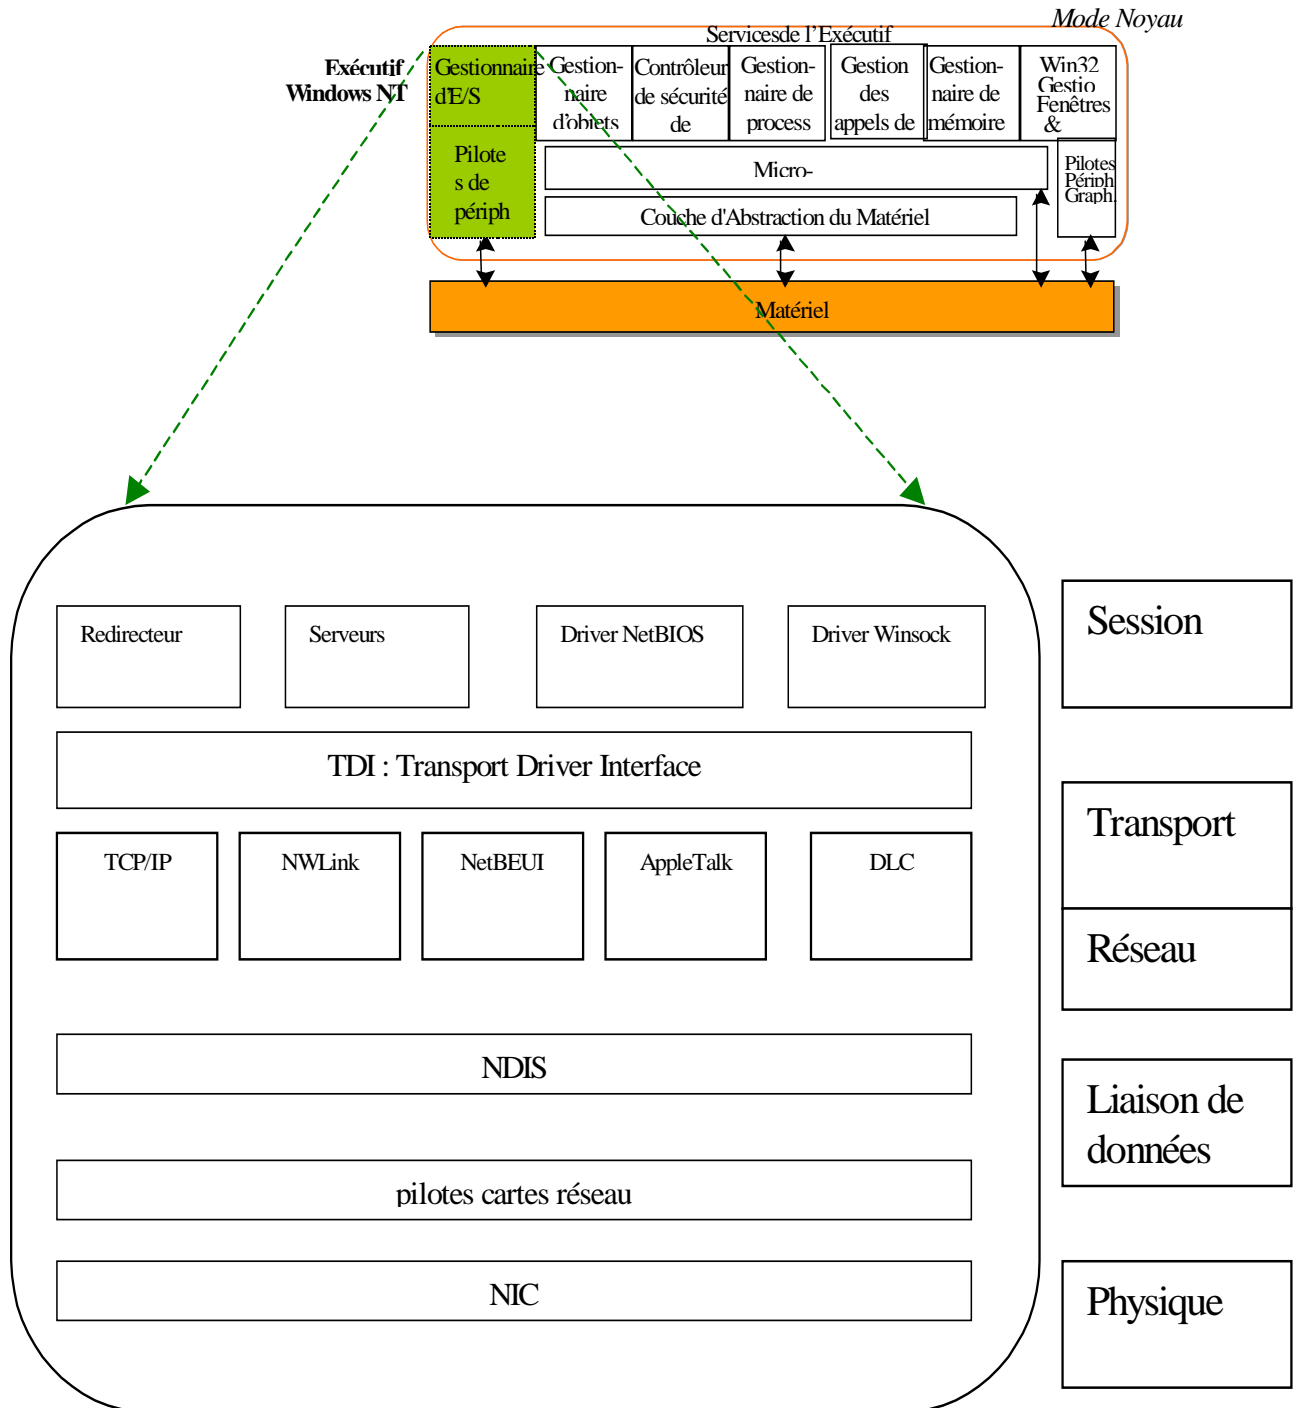 Mode Noyau
Servicesde l'Exécutif
Exécutif
Windows NT
Gestionnaire
d'E/S
Gestion-
naire
d'objets
Contrôleur
de sécurité
de
Gestion-
naire de
process
Gestion
des
appels de
Gestion-
naire de
mémoire
Win32
Gestio
Fenêtres
&
Pilote
s de
périph
Micro-
Pilotes
Périph
Graph.
Couche d'Abstraction du Matériel
Matériel
Redirecteur
Serveurs
Driver NetBIOS
Driver Winsock
Session
TDI : Transport Driver Interface
Transport
TCP/IP
NWLink
NetBEUI
AppleTalk
DLC
Réseau
NDIS
Liaison de
données
pilotes cartes réseau
NIC
Physique